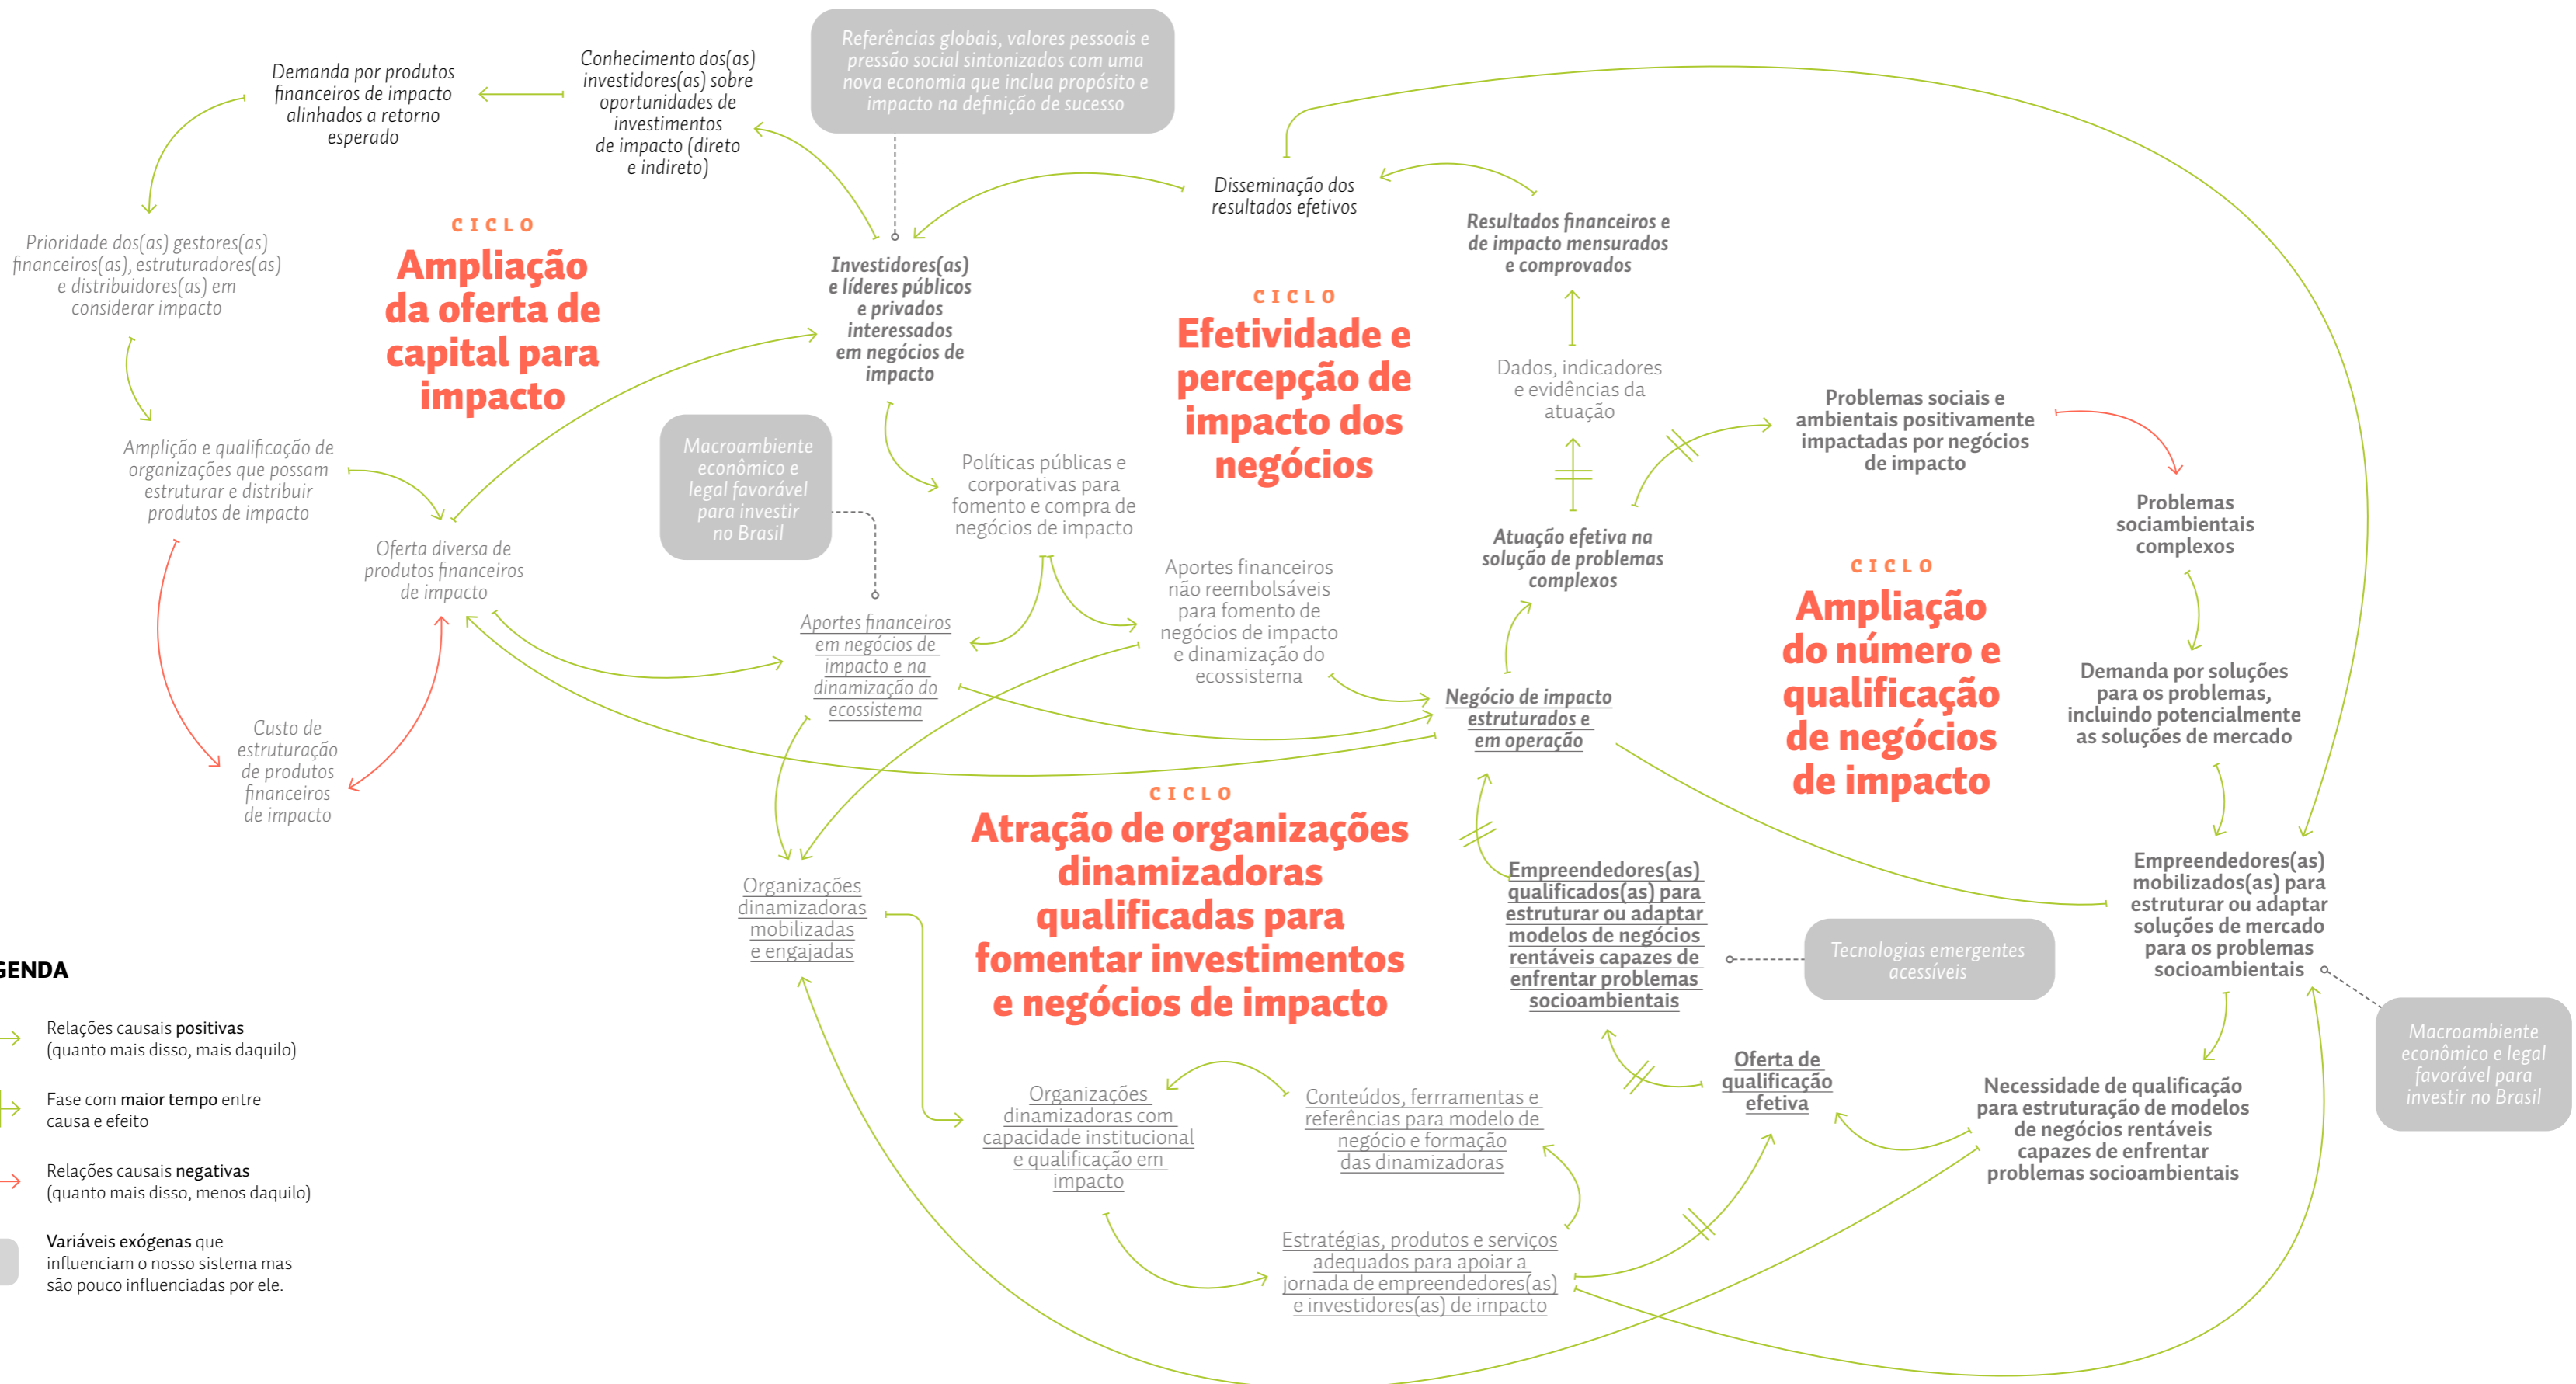 Referências globais, valores pessoais e
pressão social sintonizados com uma
nova economia que inclua propósito e
impacto na definição de sucesso
Conhecimento dos(as)
investidores(as) sobre
oportunidades de
investimentos
de impacto (direto
e indireto)
Demanda por produtos
financeiros de impacto
alinhados a retorno
esperado
Prioridade dos(as) gestores(as)
financeiros(as), estruturadores(as)
e distribuidores(as) em
considerar impacto
CICLO
Ampliação
da oferta de
capital para
impacto
Amplição e qualificação de
organizações que possam
estruturar e distribuir
produtos de impacto
Oferta diversa de
produtos financeiros
de impacto
Custo de
estruturação
de produtos
financeiros
de impacto
Investidores(as)
e líderes públicos
e privados
interessados
em negócios de
impacto
Macroambiente
econômico e
legal favorável
para investir
no Brasil
Políticas públicas e
corporativas para
fomento e compra de
negócios de impacto
Aportes financeiros
em negócios de
impacto e na
dinamização do
ecossistema
Aportes financeiros
não reembolsáveis
para fomento de
negócios de impacto
e dinamização do
ecossistema
Disseminação dos
resultados efetivos
CICLO
Efetividade e
percepção de
impacto dos
negócios
Resultados financeiros e
de impacto mensurados
e comprovados
Dados, indicadores
e evidências da
atuação
Atuação efetiva na
solução de problemas
complexos
Negócio de impacto
estruturados e
em operação
Problemas sociais e
ambientais positivamente
impactadas por negócios
de impacto
Problemas
sociambientais
complexos
CICLO
Ampliação
do número e
qualificação
de negócios
de impacto
Demanda por soluções
para os problemas,
incluindo potencialmente
as soluções de mercado
Empreendedores(as)
mobilizados(as) para
estruturar ou adaptar
soluções de mercado
para os problemas
socioambientais
Macroambiente
econômico e legal
favorável para
investir no Brasil
CICLO
Atração de organizações
dinamizadoras
qualificadas para
fomentar investimentos
e negócios de impacto
Organizações
dinamizadoras
mobilizadas
e engajadas
Empreendedores(as)
qualificados(as) para
estruturar ou adaptar
modelos de negócios
rentáveis capazes de
enfrentar problemas
socioambientais
Tecnologias emergentes
acessíveis
Oferta de
qualificação
efetiva
Necessidade de qualificação
para estruturação de modelos
de negócios rentáveis
capazes de enfrentar
problemas socioambientais
Organizações
dinamizadoras com
capacidade institucional
e qualificação em
impacto
Conteúdos, ferrramentas e
referências para modelo de
negócio e formação
das dinamizadoras
Estratégias, produtos e serviços
adequados para apoiar a
jornada de empreendedores(as)
e investidores(as) de impacto
GENDA
Relações causais positivas
(quanto mais disso, mais daquilo)
Fase com maior tempo entre
causa e efeito
Relações causais negativas
(quanto mais disso, menos daquilo)
Variáveis exógenas que
influenciam o nosso sistema mas
são pouco influenciadas por ele.